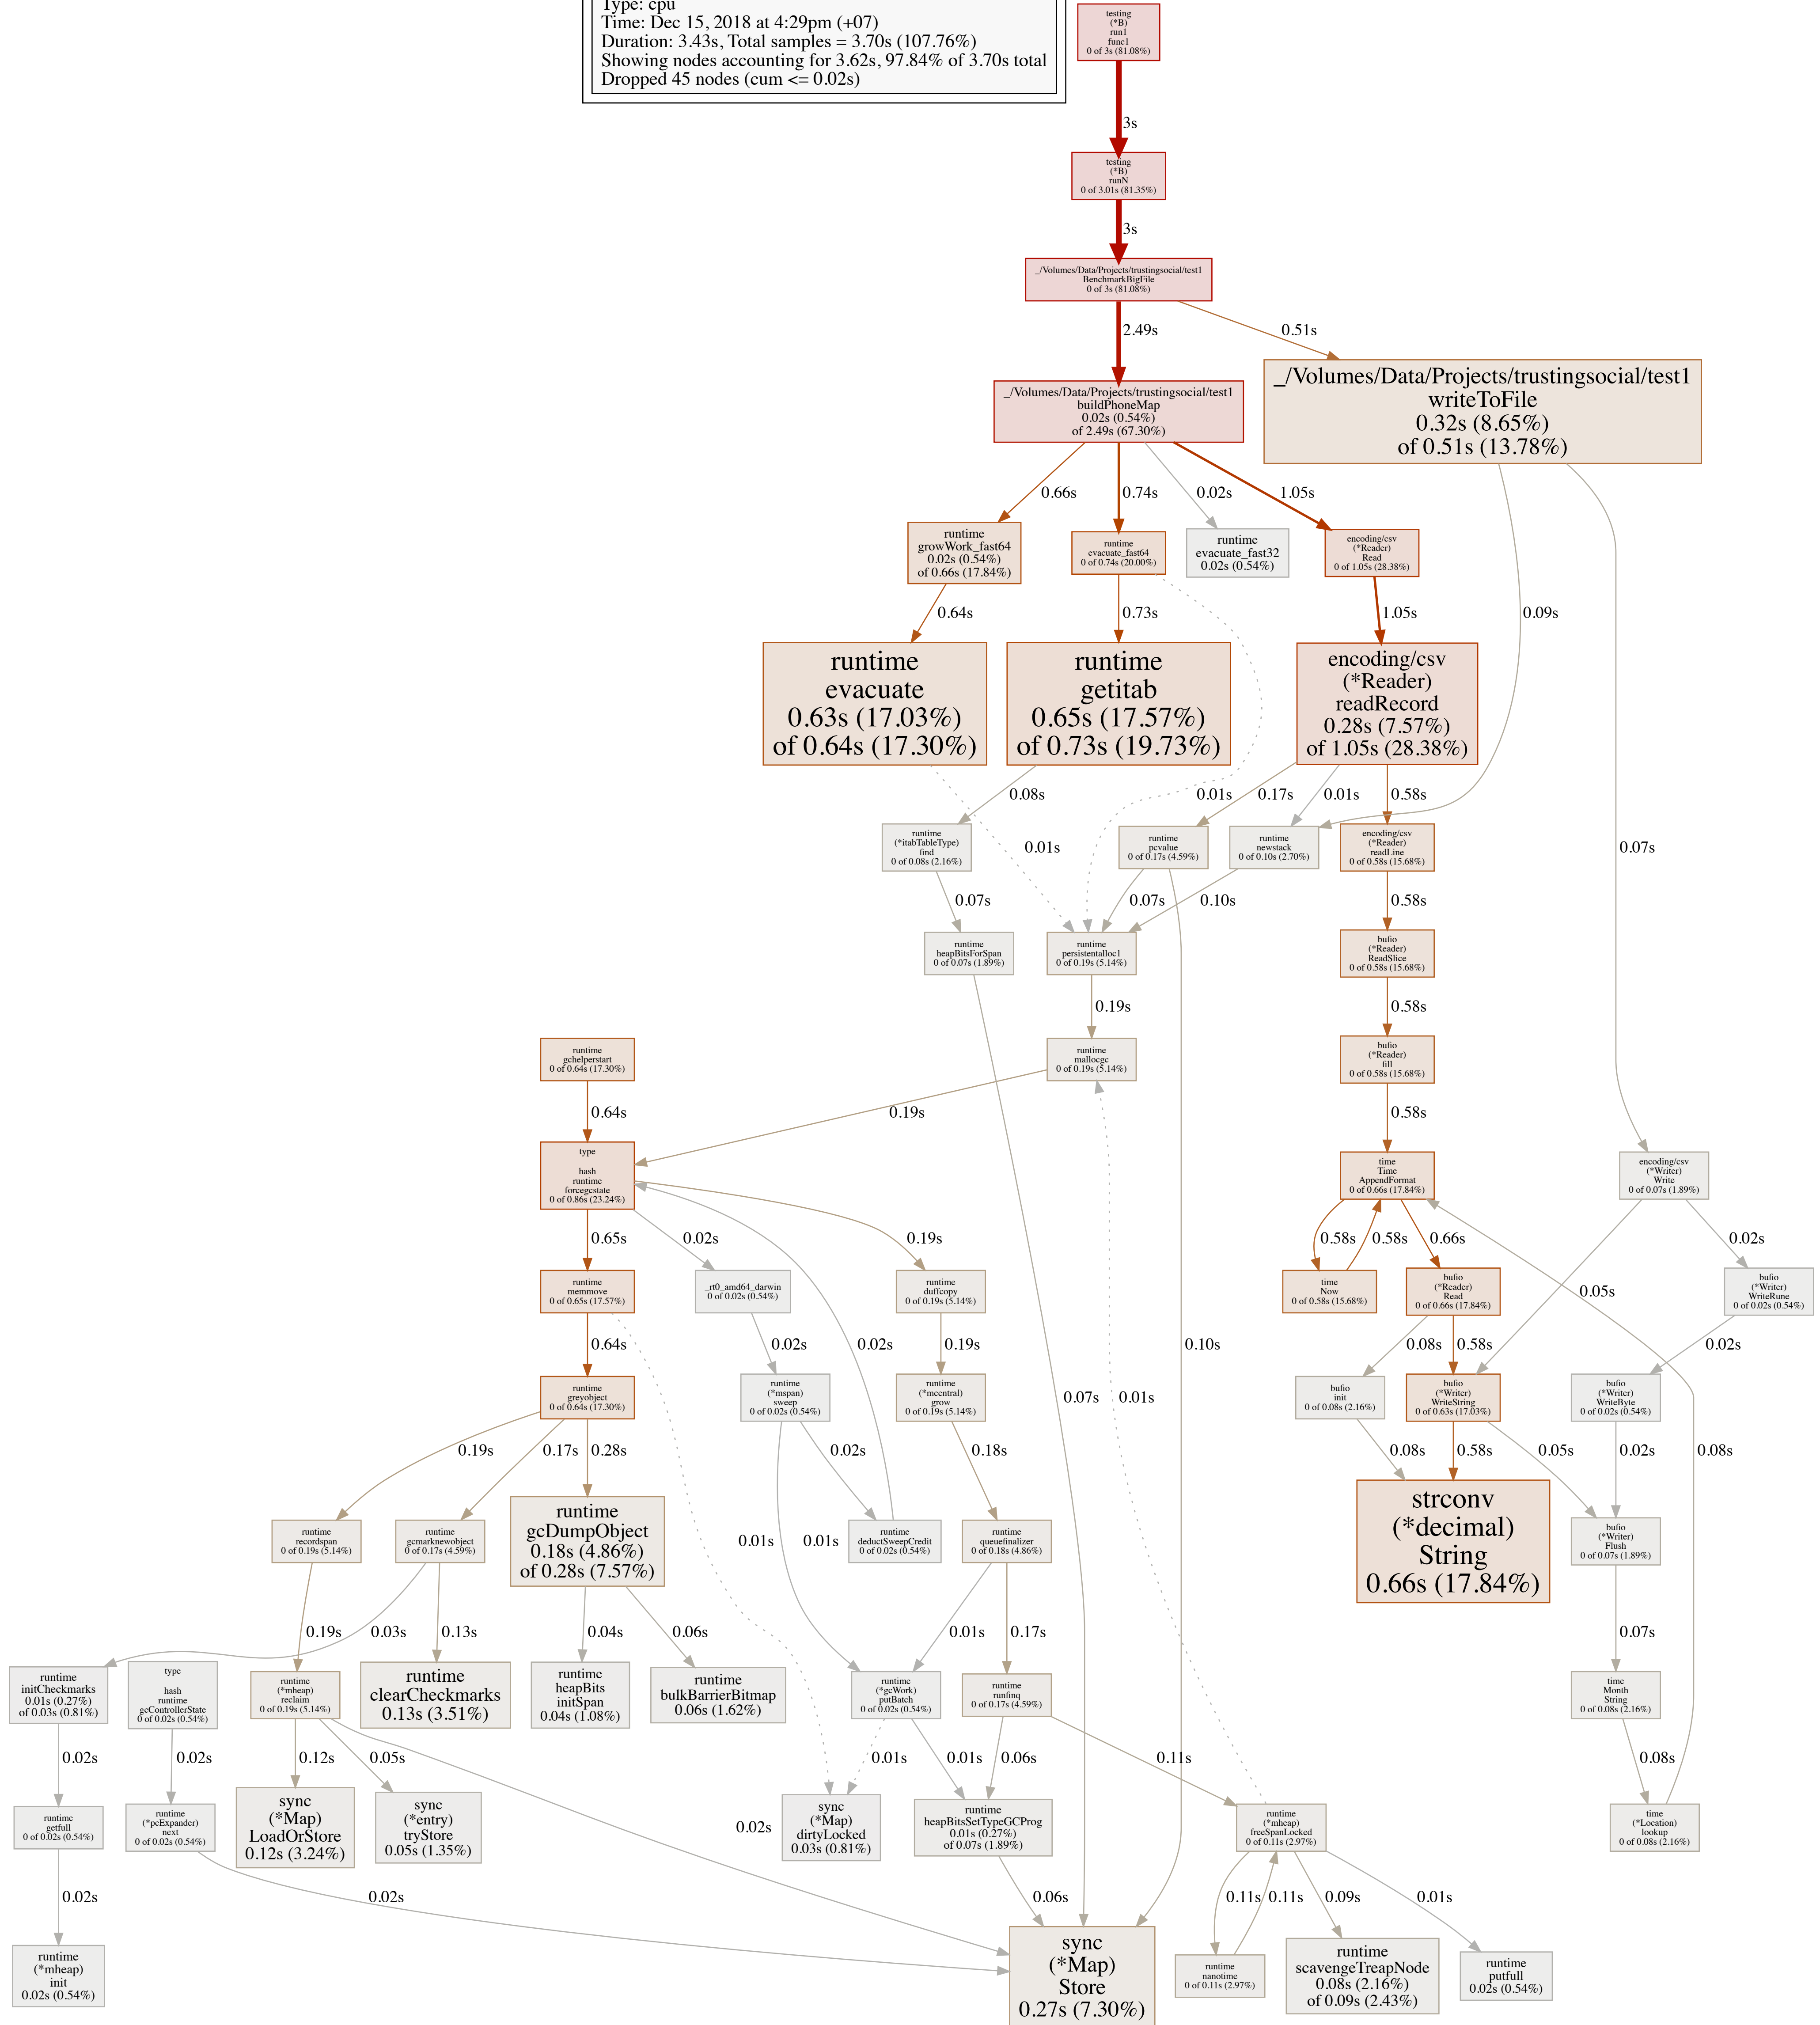 Type: cpu
Time: Dec 15, 2018 at 4:29pm (+07)
Duration: 3.43s, Total samples = 3.70s (107.76%)
Showing nodes accounting for 3.62s, 97.84% of 3.70s total
Dropped 45 nodes (cum <= 0.02s)
testing
(*B)
run1
func1
0 of 3s (81.08%)
3s
testing
(*B)
runN
0 of 3.01s (81.35%)
3s
_/Volumes/Data/Projects/trustingsocial/test1
BenchmarkBigFile
0 of 3s (81.08%)
2.49s
0.51s
_/Volumes/Data/Projects/trustingsocial/test1
buildPhoneMap
0.02s (0.54%)
of 2.49s (67.30%)
_/Volumes/Data/Projects/trustingsocial/test1
writeToFile
0.32s (8.65%)
of 0.51s (13.78%)
0.66s
0.74s
0.02s
1.05s
runtime
growWork_fast64
0.02s (0.54%)
of 0.66s (17.84%)
runtime
evacuate_fast64
0 of 0.74s (20.00%)
runtime
evacuate_fast32
0.02s (0.54%)
encoding/csv
(*Reader)
Read
0 of 1.05s (28.38%)
0.64s
0.73s
1.05s
0.09s
runtime
evacuate
0.63s (17.03%)
of 0.64s (17.30%)
runtime
getitab
0.65s (17.57%)
of 0.73s (19.73%)
encoding/csv
(*Reader)
readRecord
0.28s (7.57%)
of 1.05s (28.38%)
0.08s
0.01s
0.17s
0.01s
0.58s
runtime
(*itabTableType)
find
0 of 0.08s (2.16%)
0.01s
runtime
pcvalue
0 of 0.17s (4.59%)
runtime
newstack
0 of 0.10s (2.70%)
encoding/csv
(*Reader)
readLine
0 of 0.58s (15.68%)
0.07s
0.07s
0.07s
0.10s
0.58s
runtime
heapBitsForSpan
0 of 0.07s (1.89%)
runtime
persistentalloc1
0 of 0.19s (5.14%)
bufio
(*Reader)
ReadSlice
0 of 0.58s (15.68%)
0.19s
0.58s
runtime
gchelperstart
0 of 0.64s (17.30%)
runtime
mallocgc
0 of 0.19s (5.14%)
bufio
(*Reader)
fill
0 of 0.58s (15.68%)
0.64s
0.19s
0.58s
type

hash
runtime
forcegcstate
0 of 0.86s (23.24%)
time
Time
AppendFormat
0 of 0.66s (17.84%)
encoding/csv
(*Writer)
Write
0 of 0.07s (1.89%)
0.65s
0.02s
0.19s
0.58s
0.58s
0.66s
0.02s
runtime
memmove
0 of 0.65s (17.57%)
_rt0_amd64_darwin
0 of 0.02s (0.54%)
runtime
duffcopy
0 of 0.19s (5.14%)
time
Now
0 of 0.58s (15.68%)
bufio
(*Reader)
Read
0 of 0.66s (17.84%)
0.05s
bufio
(*Writer)
WriteRune
0 of 0.02s (0.54%)
0.64s
0.02s
0.02s
0.19s
0.10s
0.08s
0.58s
0.02s
runtime
greyobject
0 of 0.64s (17.30%)
runtime
(*mspan)
sweep
0 of 0.02s (0.54%)
runtime
(*mcentral)
grow
0 of 0.19s (5.14%)
0.07s
0.01s
bufio
init
0 of 0.08s (2.16%)
bufio
(*Writer)
WriteString
0 of 0.63s (17.03%)
bufio
(*Writer)
WriteByte
0 of 0.02s (0.54%)
0.19s
0.17s
0.28s
0.02s
0.18s
0.08s
0.58s
0.05s
0.02s
0.08s
runtime
recordspan
0 of 0.19s (5.14%)
runtime
gcmarknewobject
0 of 0.17s (4.59%)
runtime
gcDumpObject
0.18s (4.86%)
of 0.28s (7.57%)
0.01s
0.01s
runtime
deductSweepCredit
0 of 0.02s (0.54%)
runtime
queuefinalizer
0 of 0.18s (4.86%)
strconv
(*decimal)
String
0.66s (17.84%)
bufio
(*Writer)
Flush
0 of 0.07s (1.89%)
0.19s
0.03s
0.13s
0.04s
0.06s
0.01s
0.17s
0.07s
runtime
initCheckmarks
0.01s (0.27%)
of 0.03s (0.81%)
type

hash
runtime
gcControllerState
0 of 0.02s (0.54%)
runtime
(*mheap)
reclaim
0 of 0.19s (5.14%)
runtime
clearCheckmarks
0.13s (3.51%)
runtime
heapBits
initSpan
0.04s (1.08%)
runtime
bulkBarrierBitmap
0.06s (1.62%)
runtime
(*gcWork)
putBatch
0 of 0.02s (0.54%)
runtime
runfinq
0 of 0.17s (4.59%)
time
Month
String
0 of 0.08s (2.16%)
0.02s
0.02s
0.12s
0.05s
0.01s
0.01s
0.06s
0.11s
0.08s
runtime
getfull
0 of 0.02s (0.54%)
runtime
(*pcExpander)
next
0 of 0.02s (0.54%)
sync
(*Map)
LoadOrStore
0.12s (3.24%)
sync
(*entry)
tryStore
0.05s (1.35%)
0.02s
sync
(*Map)
dirtyLocked
0.03s (0.81%)
runtime
heapBitsSetTypeGCProg
0.01s (0.27%)
of 0.07s (1.89%)
runtime
(*mheap)
freeSpanLocked
0 of 0.11s (2.97%)
time
(*Location)
lookup
0 of 0.08s (2.16%)
0.02s
0.02s
0.06s
0.11s
0.11s
0.09s
0.01s
runtime
(*mheap)
init
0.02s (0.54%)
sync
(*Map)
Store
0.27s (7.30%)
runtime
nanotime
0 of 0.11s (2.97%)
runtime
scavengeTreapNode
0.08s (2.16%)
of 0.09s (2.43%)
runtime
putfull
0.02s (0.54%)